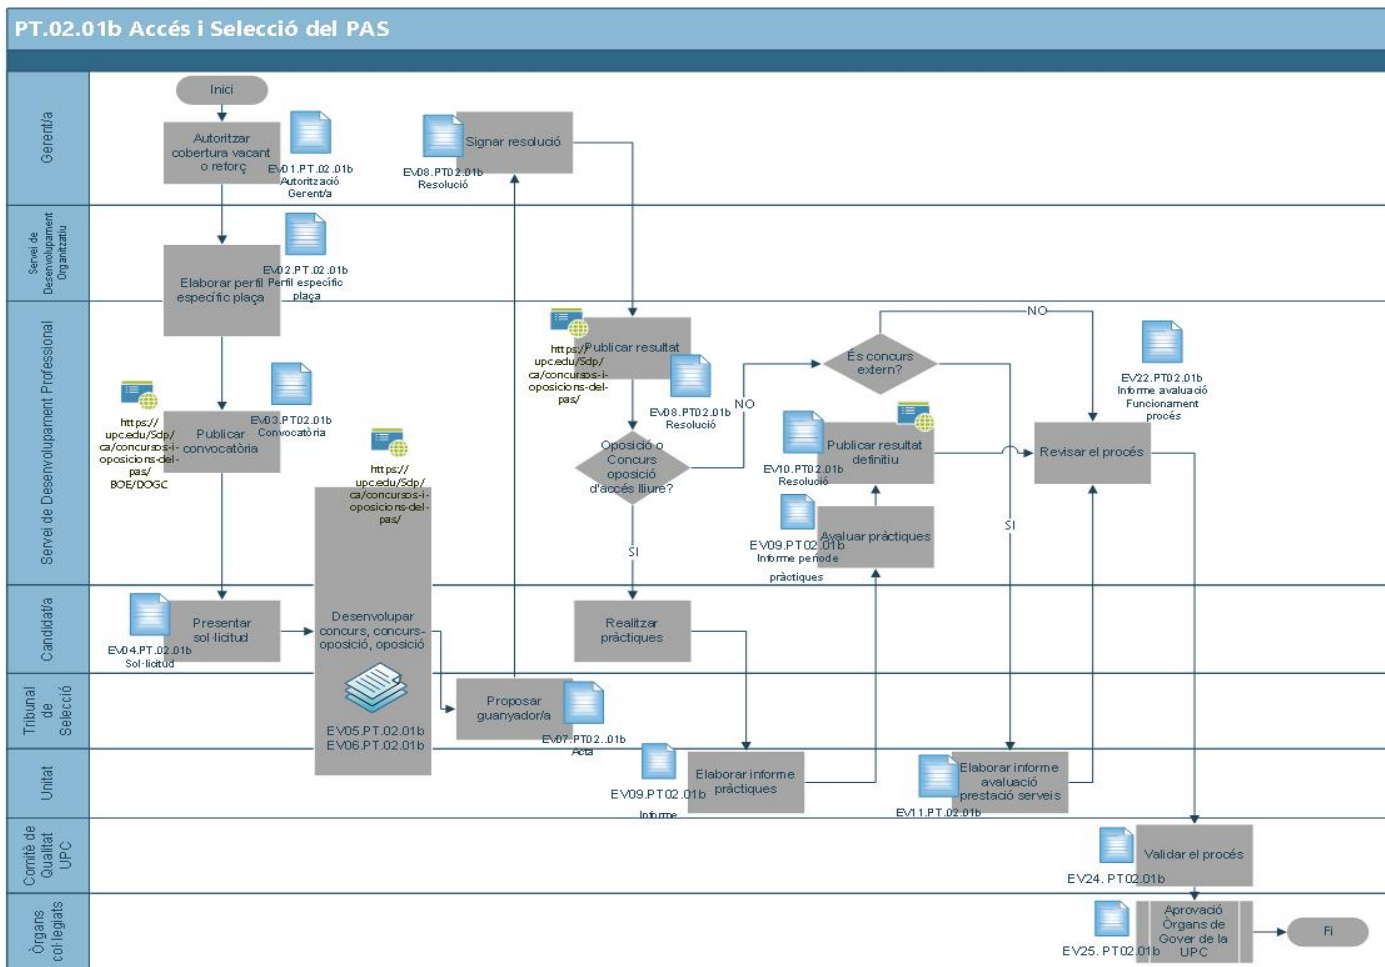 PT.02.01b Accés i Selecció del PAS
Gerent/a
Inici
Autoritzar
cobertura vacant
o reforç
EV01.PT.02.01b
Autorització
Gerent/a
Signar resolució
EV08.PT02.01b
Resolució
Servei de
Desenvolupament
Organitzatiu
Elaborar perfil
específic plaça
EV02.PT.02.01b
Perfil específic
plaça
Servei de Desenvolupament Professional
https://
upc.edu/Sdp/
ca/concursos-i-
oposicions-del-
pas/
BOE/DOGC
Publicar
convocatòria
EV03.PT02.01b
Convocatòria
https://
upc.edu/Sdp/
ca/concursos-i-
oposicions-del-
pas/
https://
upc.edu/Sdp/
ca/concursos-i-
oposicions-del-
pas/
Publicar resultat
EV08.PT02.01b
Resolució
Oposició o
Concurs
oposició
d'accés lliure?
NO
SI
És concurs
extern?
NO
SI
Publicar resultat
definitiu
EV10.PT02.01b
Resolució
Avaluar pràctiques
EV09.PT02.01b
Informe període
pràctiques
EV22.PT02.01b
Informe avaluació
Funcionament
procés
Revisar el procés
Candidat/a
Presentar
sol·licitud
EV04.PT.02.01b
Sol·licitud
Desenvolupar
concurs, concurs-
oposició, oposició
EV05.PT.02.01b
EV06.PT.02.01b
Realitzar
pràctiques
Tribunal
de
Selecció
Proposar
guanyador/a
EV07.PT02..01b
Acta
Unitat
Elaborar informe
pràctiques
EV09.PT02.01b
Informe
Elaborar informe
avaluació
prestació serveis
EV11.PT.02.01b
Comitè de
Qualitat
UPC
Validar el procés
EV24. PT02.01b
Òrgans
col·legiats
Aprovació
Òrgans de
Gover de la
UPC
EV25. PT02.01b
Fi